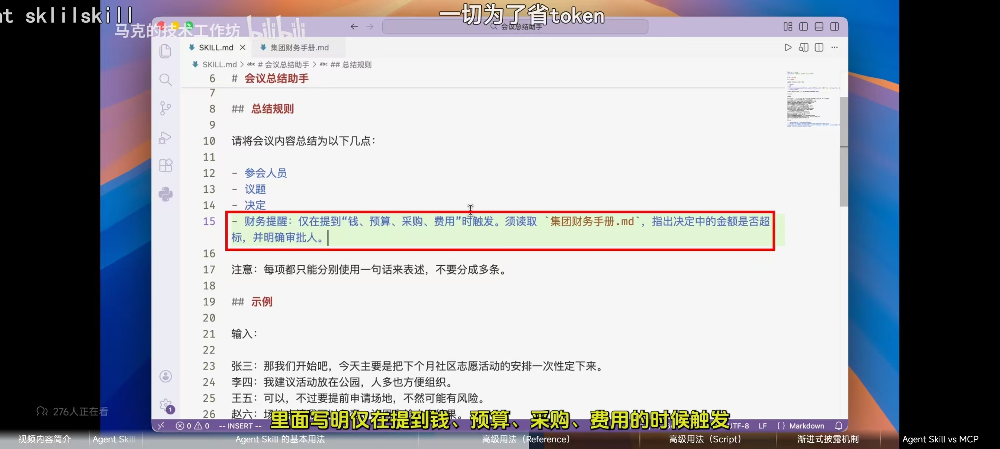 nt sklilskill
一切为了省token
马克的技术工作坊 bilibili
会议总结助手
SKILL.md
集团财务手册.md
SKILL.md > abc # 会议总结助手 > abc ## 总结规则
6 # 会议总结助手
7
8 ## 总结规则
9
10 请将会议内容总结为以下几点：
11
12 - 参会人员
13 - 议题
14 - 决定
15 - 财务提醒：仅在提到“钱、预算、采购、费用”时触发。须读取 `集团财务手册.md`，指出决定中的金额是否超
标，并明确审批人。
16
17 注意：每项都只能分别使用一句话来表述，不要分成多条。
18
19 ## 示例
20
21 输入：
22
23 张三：那我们开始吧，今天主要是把下个月社区志愿活动的安排一次性定下来。
24 李四：我建议活动放在公园，人多也方便组织。
25 王五：可以，不过要提前申请场地，不然可能有风险。
26 赵六：
276人正在看
1
里面写明仅在提到钱、预算、采购、费用的时候触发
0 0 -- INSERT -- UTF-8 LF {} Markdown
视频内容简介 Agent Skill Agent Skill 的基本用法 高级用法（Reference） 高级用法（Script） 渐进式披露机制 Agent Skill vs MCP